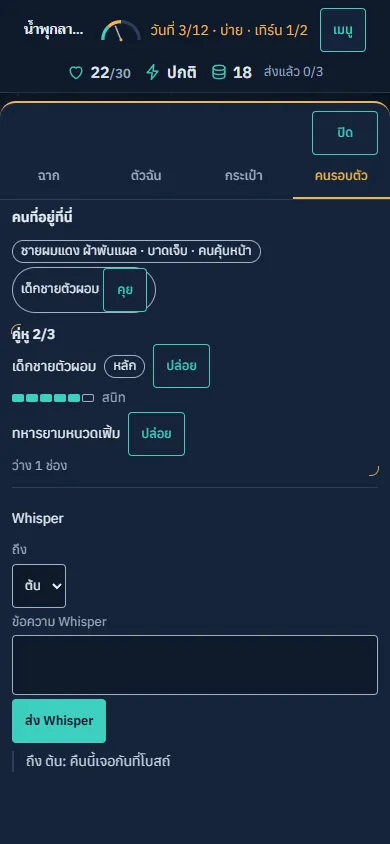 น้ำพุกลา... วันที่ 3/12 · บ่าย · เทิร์น 1/2 เมนู
22/30 ปกติ 18 ส่งแล้ว 0/3
ปิด
ฉาก ตัวฉัน กระเป๋า คนรอบตัว
คนที่อยู่ที่นี่
ชายผมแดง ผ้าพันแผล · บาดเจ็บ · คนคุ้นหน้า
เด็กชายตัวผอม คุย
คู่หู 2/3
เด็กชายตัวผอม หลัก ปล่อย
สนิท
ทหารยามหนวดเฟิ้ม ปล่อย
ว่าง 1 ช่อง
Whisper
ถึง
ต้น
ข้อความ Whisper
ส่ง Whisper
ถึง ต้น: คืนนี้เจอกันที่โบสถ์